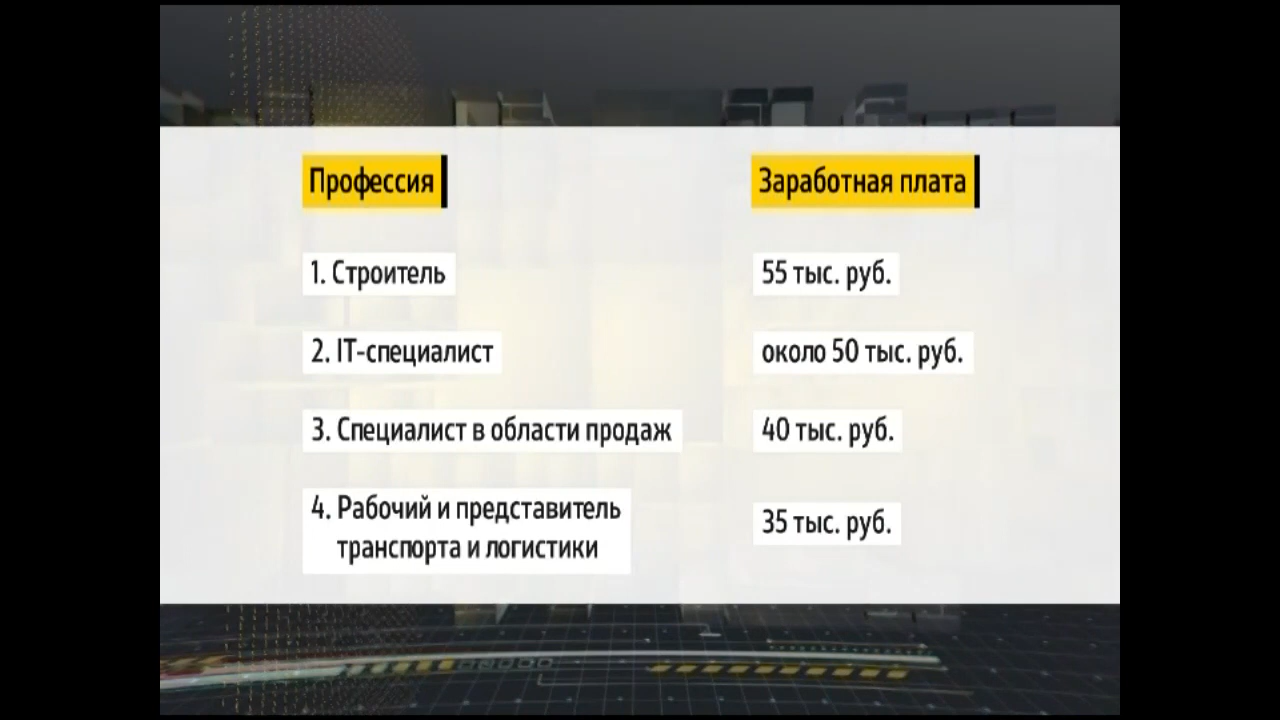 Профессия
Заработная плата
1. Строитель
55 тыс. руб.
2. IT-специалист
около 50 тыс. руб.
3. Специалист в области продаж
40 тыс. руб.
4. Рабочий и представитель
транспорта и логистики
35 тыс. руб.